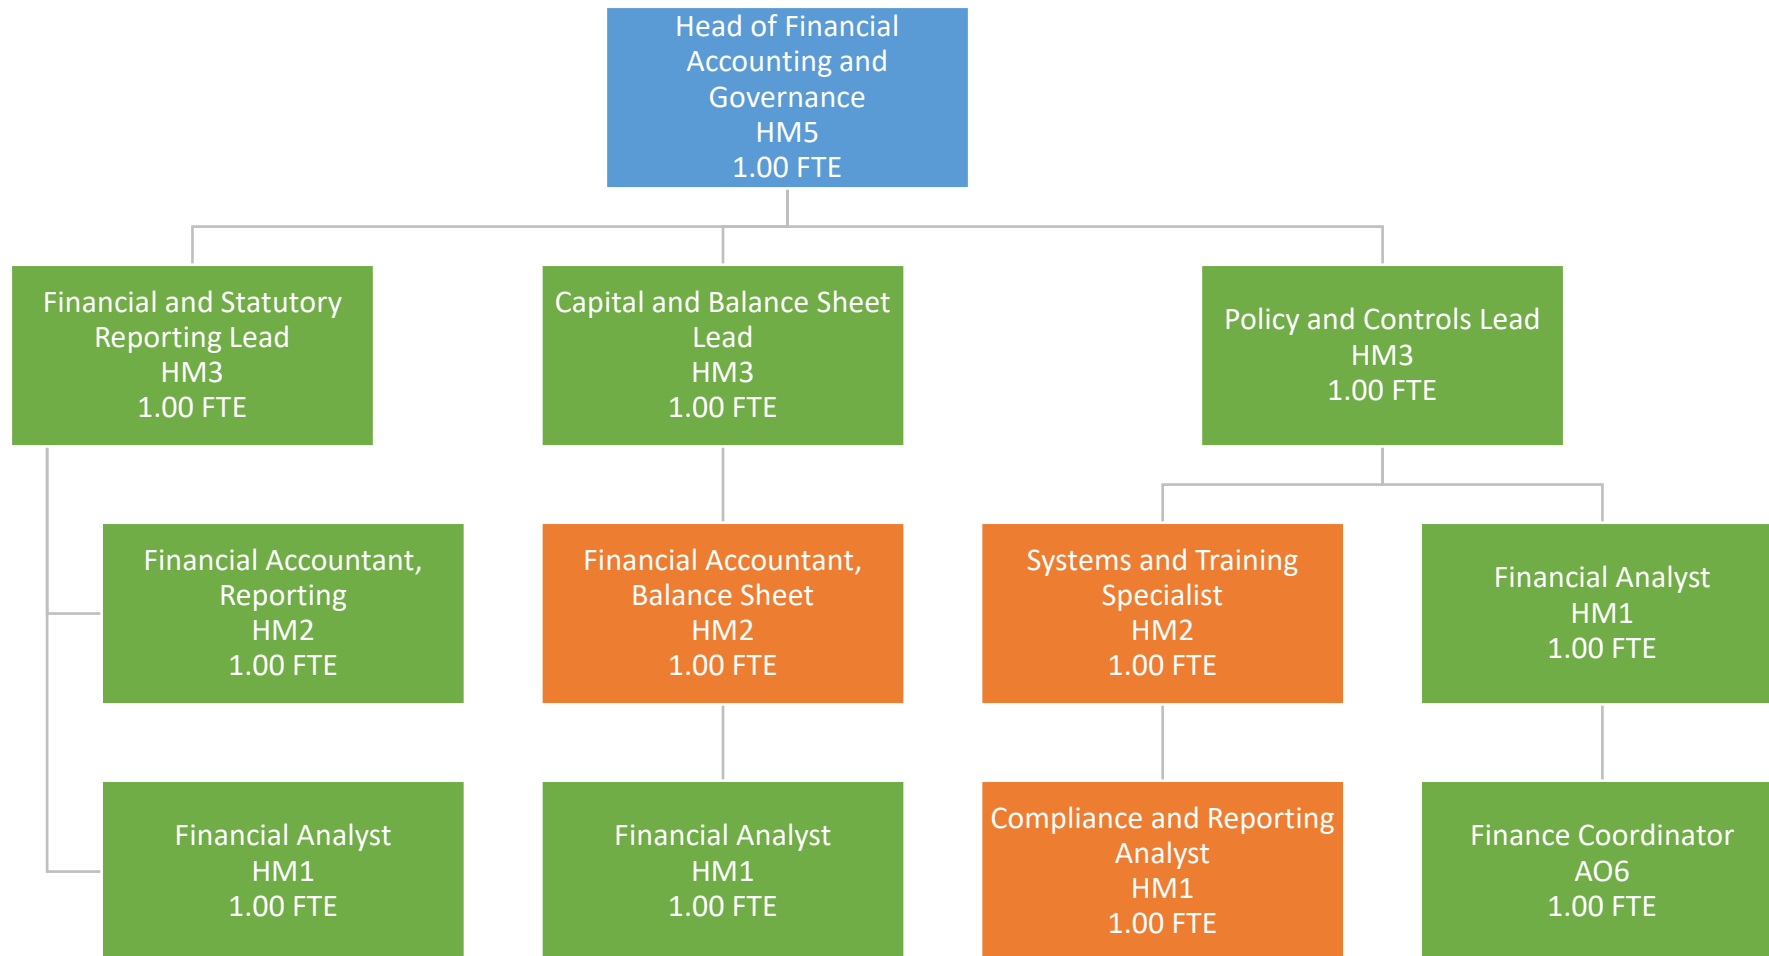 Head of Financial
Accounting and
Governance
HM5
1.00 FTE
Financial and Statutory
Reporting Lead
HM3
1.00 FTE
Capital and Balance Sheet
Lead
HM3
1.00 FTE
Policy and Controls Lead
HM3
1.00 FTE
Financial Accountant,
Reporting
HM2
1.00 FTE
Financial Accountant,
Balance Sheet
HM2
1.00 FTE
Systems and Training
Specialist
HM2
1.00 FTE
Financial Analyst
HM1
1.00 FTE
Financial Analyst
HM1
1.00 FTE
Financial Analyst
HM1
1.00 FTE
Compliance and Reporting
Analyst
HM1
1.00 FTE
Finance Coordinator
AO6
1.00 FTE